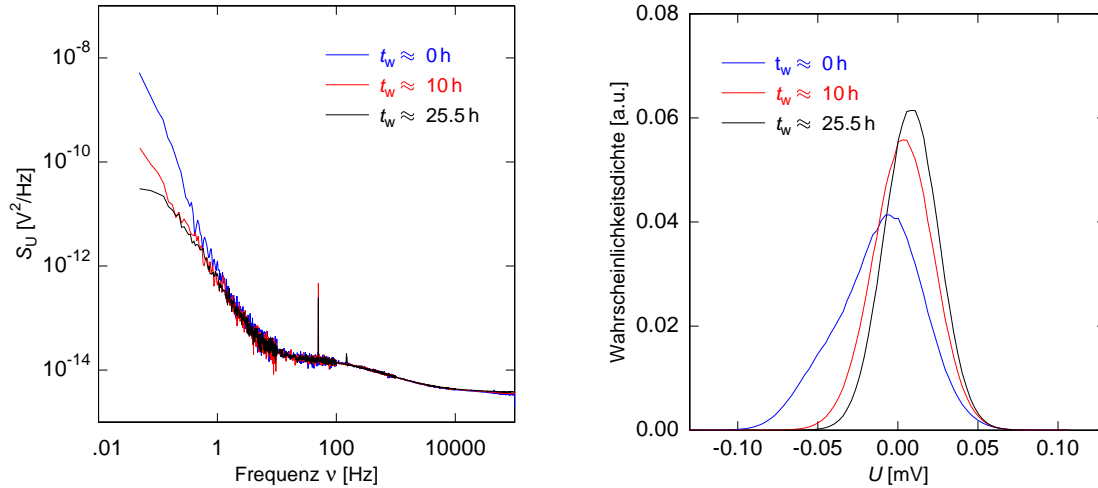 10⁻⁸
10⁻¹⁰
10⁻¹²
10⁻¹⁴
S_U [V²/Hz]
t_w ≈ 0 h
t_w ≈ 10 h
t_w ≈ 25.5 h
.01 1 100 10000
Frequenz ν [Hz]
0.08
0.06
0.04
0.02
0.00
Wahrscheinlichkeitsdichte [a.u.]
t_w ≈ 0 h
t_w ≈ 10 h
t_w ≈ 25.5 h
-0.10 -0.05 0.00 0.05 0.10
U [mV]